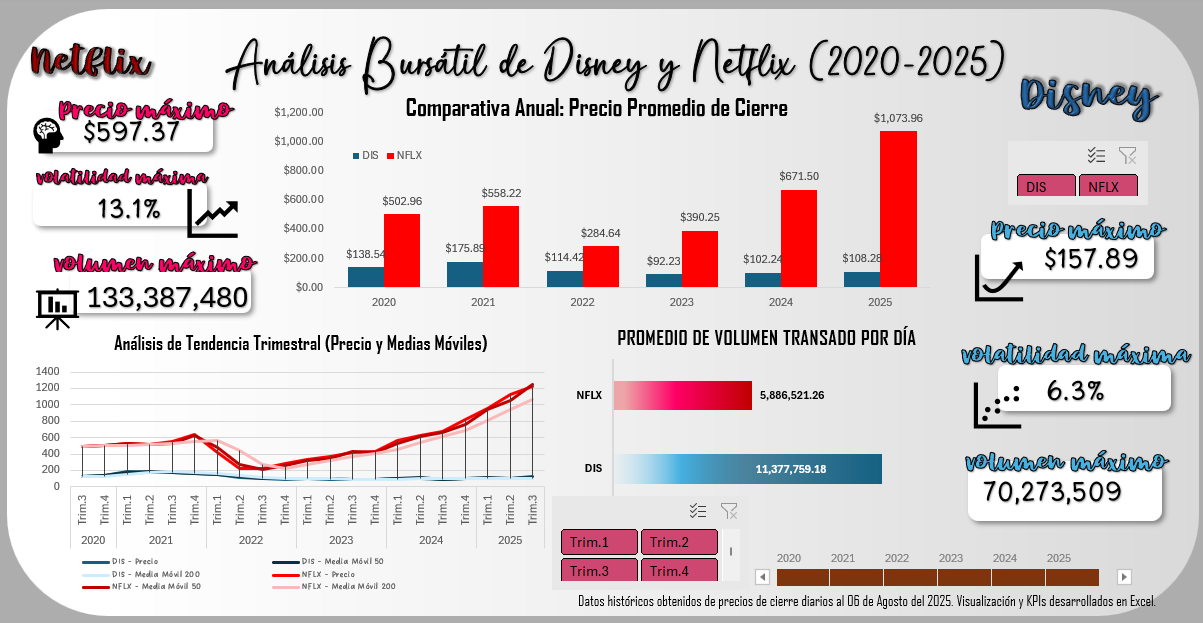 Netflix
Análisis Bursátil de Disney y Netflix (2020-2025)
Disney
Precio máximo
$597.37
volatilidad máxima
13.1%
volumen máximo
133,387,480
Comparativa Anual: Precio Promedio de Cierre
$1,200.00
$1,000.00
$800.00
$600.00
$400.00
$200.00
$0.00
DIS NFLX
$138.54 $502.96
$175.89 $558.22
$114.42 $284.64
$92.23 $390.25
$102.24 $671.50
$108.28 $1,073.96
2020 2021 2022 2023 2024 2025
DIS NFLX
Precio máximo
$157.89
volatilidad máxima
6.3%
volumen máximo
70,273,509
Análisis de Tendencia Trimestral (Precio y Medias Móviles)
1400
1200
1000
800
600
400
200
0
Trim.3 Trim.4 Trim.1 Trim.2 Trim.3 Trim.4 Trim.1 Trim.2 Trim.3 Trim.4 Trim.1 Trim.2 Trim.3 Trim.4 Trim.1 Trim.2 Trim.3 Trim.4 Trim.1 Trim.2 Trim.3
2020 2021 2022 2023 2024 2025
DIS - Precio DIS - Media Móvil 50
DIS - Media Móvil 200 NFLX - Precio
NFLX - Media Móvil 50 NFLX - Media Móvil 200
PROMEDIO DE VOLUMEN TRANSADO POR DÍA
NFLX 5,886,521.26
DIS 11,377,759.18
Trim.1 Trim.2
Trim.3 Trim.4
2020 2021 2022 2023 2024 2025
Datos históricos obtenidos de precios de cierre diarios al 06 de Agosto del 2025. Visualización y KPIs desarrollados en Excel.